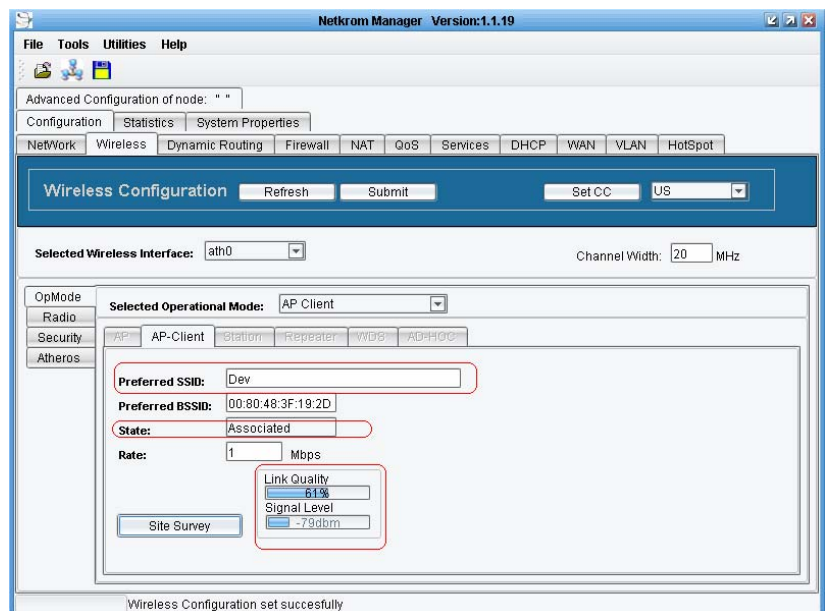 Netkrom Manager Version:1.1.19
File Tools Utilities Help
Advanced Configuration of node: " "
Configuration Statistics System Properties
NetWork Wireless Dynamic Routing Firewall NAT QoS Services DHCP WAN VLAN HotSpot
Wireless Configuration Refresh Submit Set CC US
Selected Wireless Interface: ath0 Channel Width: 20 MHz
OpMode
Radio
Security
Atheros
Selected Operational Mode: AP Client
AP AP-Client Station Repeater WDS AD-HOC
Preferred SSID: Dev
Preferred BSSID: 00:80:48:3F:19:2D
State: Associated
Rate: 1 Mbps
Link Quality
61%
Signal Level
-79dbm
Site Survey
Wireless Configuration set succesfully